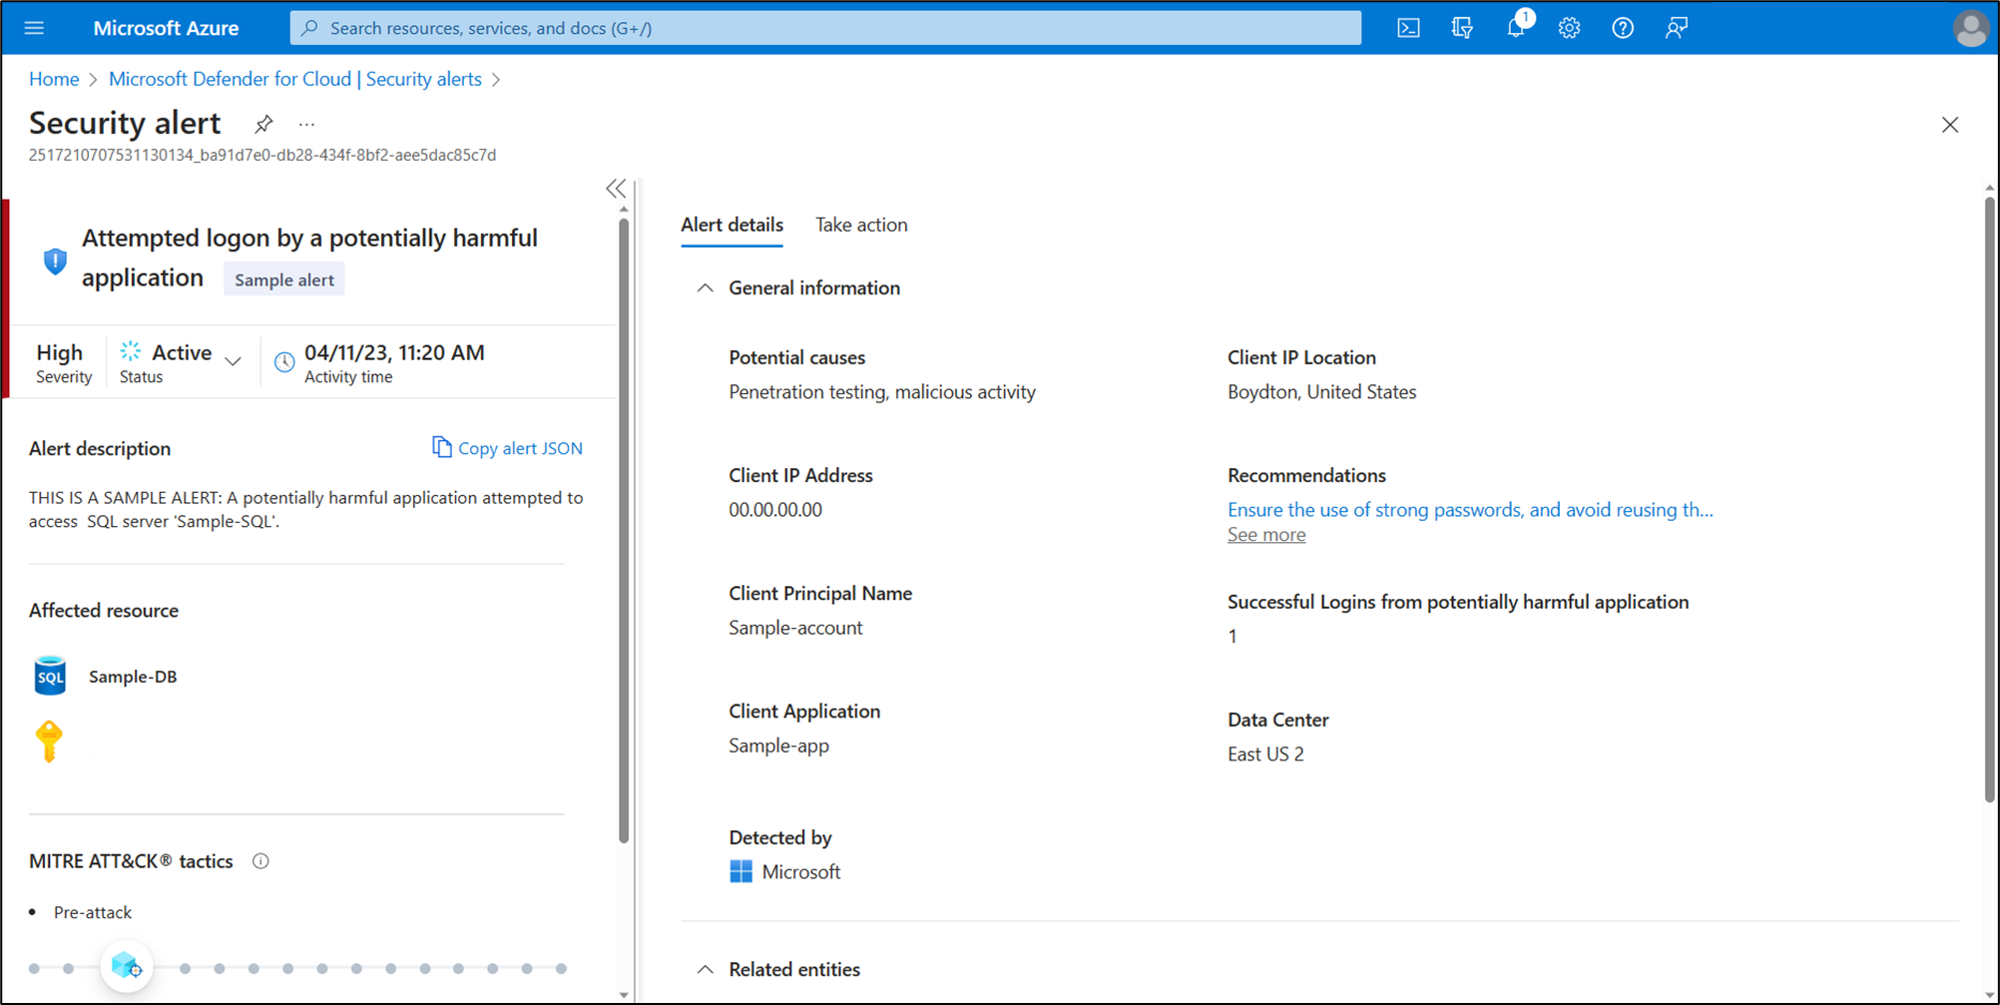 Microsoft Azure
Search resources, services, and docs (G+/)
1
Home > Microsoft Defender for Cloud | Security alerts >
Security alert
...
2517210707531130134_ba91d7e0-db28-434f-8bf2-aee5dac85c7d
Attempted logon by a potentially harmful
application
Sample alert
High
Severity
Active
Status
04/11/23, 11:20 AM
Activity time
Alert description
Copy alert JSON
THIS IS A SAMPLE ALERT: A potentially harmful application attempted to
access SQL server 'Sample-SQL'.
Affected resource
SQL
Sample-DB
MITRE ATT&CK® tactics
• Pre-attack
Alert details
Take action
General information
Potential causes
Penetration testing, malicious activity
Client IP Address
00.00.00.00
Client Principal Name
Sample-account
Client Application
Sample-app
Detected by
Microsoft
Client IP Location
Boydton, United States
Recommendations
Ensure the use of strong passwords, and avoid reusing th...
See more
Successful Logins from potentially harmful application
1
Data Center
East US 2
Related entities